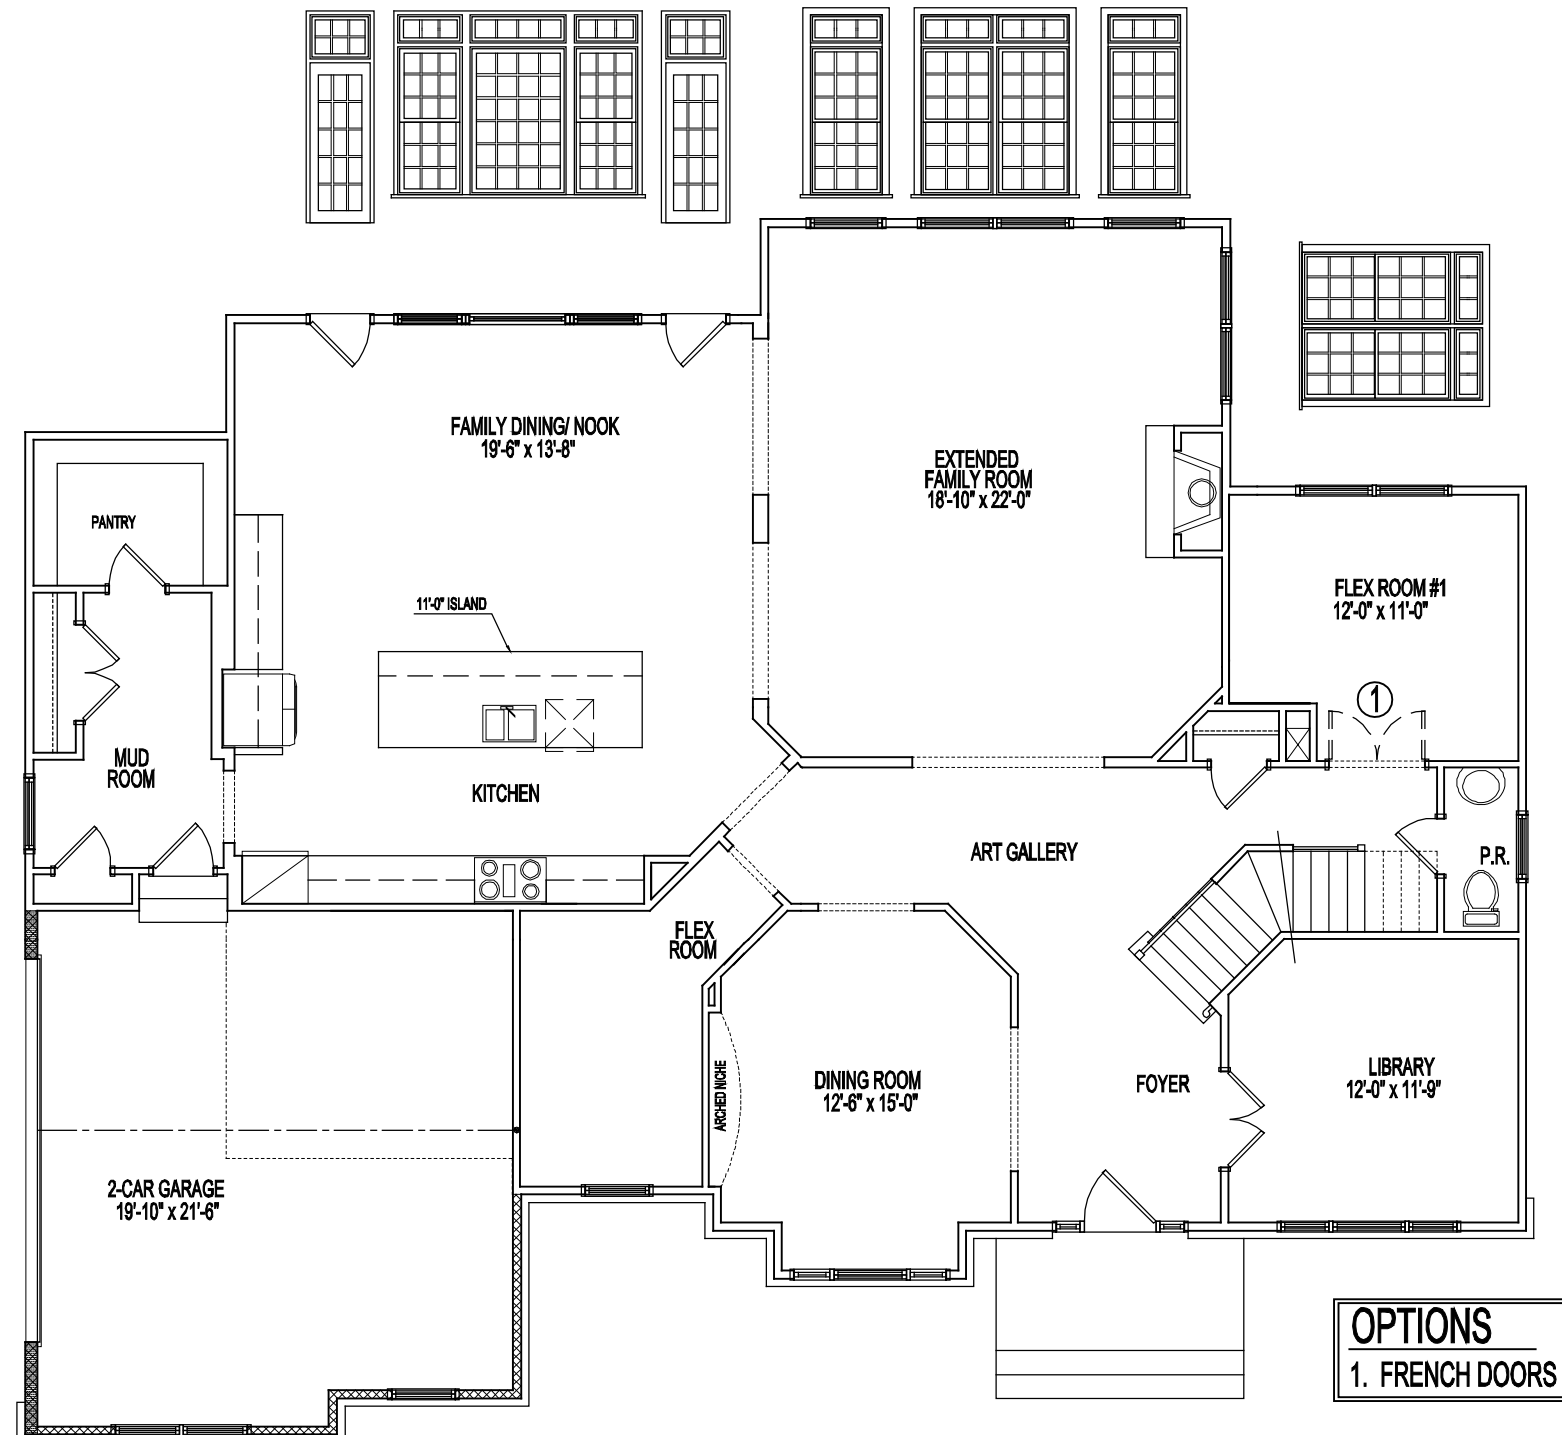 FAMILY DINING/ NOOK
19'-6" x 13'-8"
EXTENDED
FAMILY ROOM
18'-10" x 22'-0"
PANTRY
FLEX ROOM #1
12'-0" x 11'-0"
11'-0" ISLAND
1
MUD
ROOM
KITCHEN
ART GALLERY
P.R.
FLEX
ROOM
ARCHED NICHE
DINING ROOM
12'-6" x 15'-0"
FOYER
LIBRARY
12'-0" x 11'-9"
2-CAR GARAGE
19'-10" x 21'-6"
OPTIONS
1. FRENCH DOORS